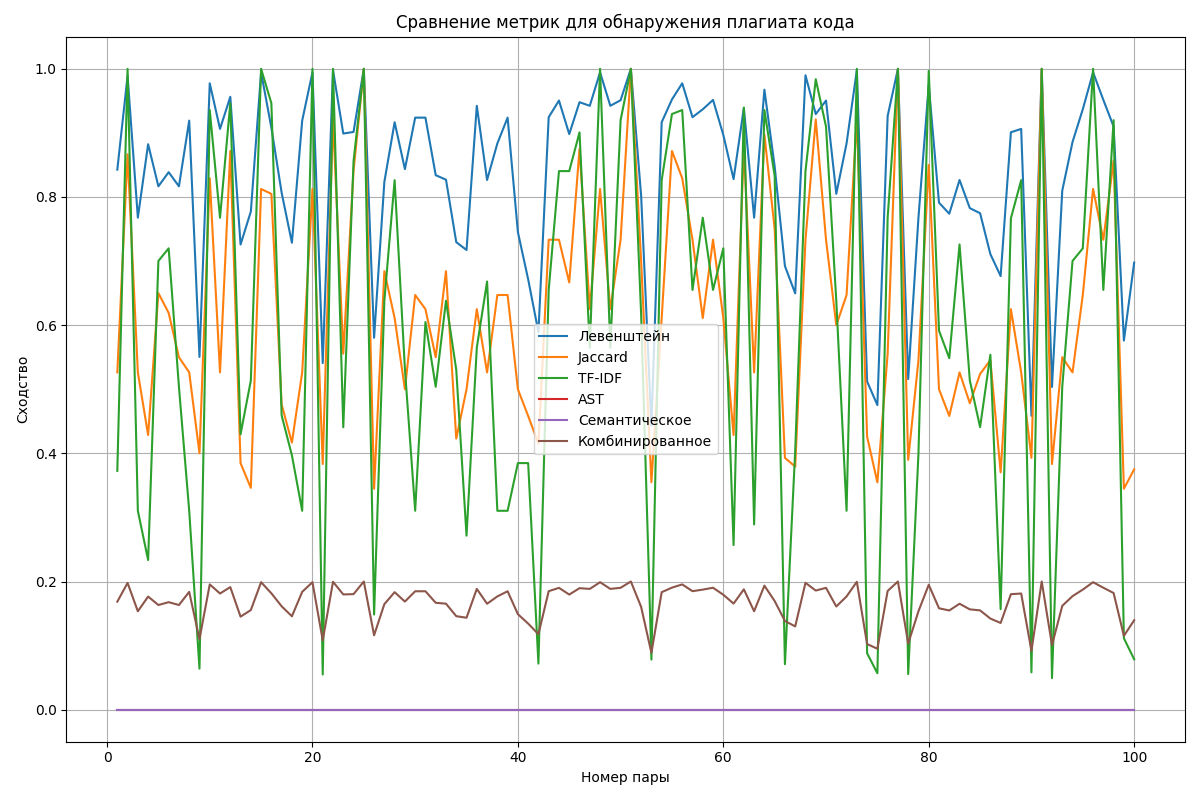 Сравнение метрик для обнаружения плагиата кода
Сходство
1.0
0.8
0.6
0.4
0.2
0.0
Левенштейн
Jaccard
TF-IDF
AST
Семантическое
Комбинированное
0
20
40
60
80
100
Номер пары